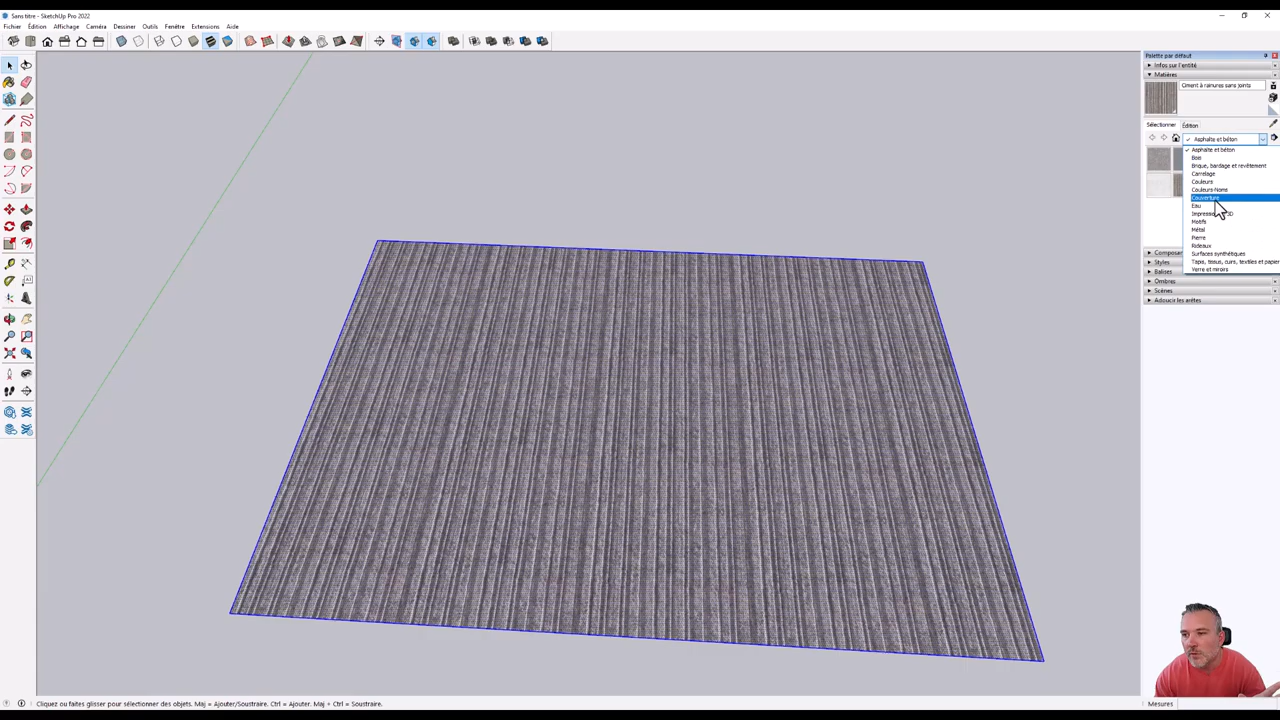 Sans titre - SketchUp Pro 2022
Fichier Édition Affichage Caméra Dessiner Outils Fenêtre Extensions Aide
Palette par défaut
Infos sur l'entité
Matières
Ciment à rainures sans joints
Sélectionner Édition
Asphalte et béton
Asphalte et béton
Bois
Brique, bardage et revêtement
Carrelage
Couleurs
Couleurs-Noms
Couverture
Eau
Motifs
Métal
Pierre
Rideaux
Surfaces synthétiques
Tapis, tissus, cuirs, textiles et papier
Verre et miroirs
Styles
Balises
Ombres
Scènes
Adoucir les arêtes
Cliquez ou faites glisser pour sélectionner des objets. Maj = Ajouter/Soustraire. Ctrl = Ajouter. Maj + Ctrl = Soustraire.
Mesures